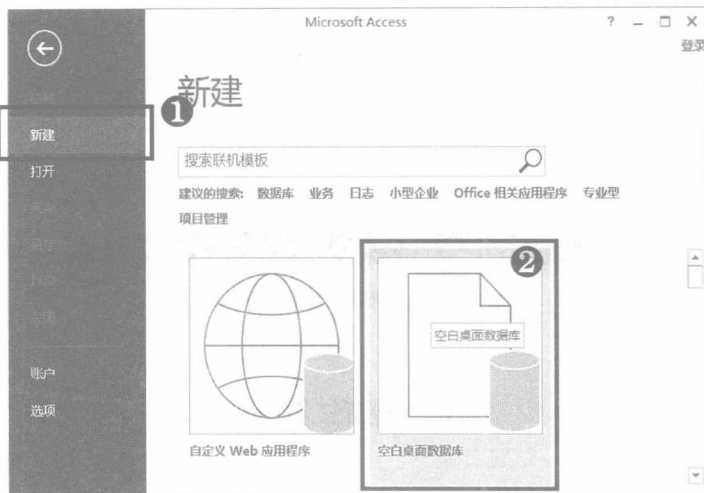 Microsoft Access
? – □ ×
登录
新建
❶
新建
打开
账户
选项
搜索联机模板
建议的搜索: 数据库 业务 日志 小型企业 Office 相关应用程序 专业型
项目管理
❷
空白桌面数据库
自定义 Web 应用程序
空白桌面数据库